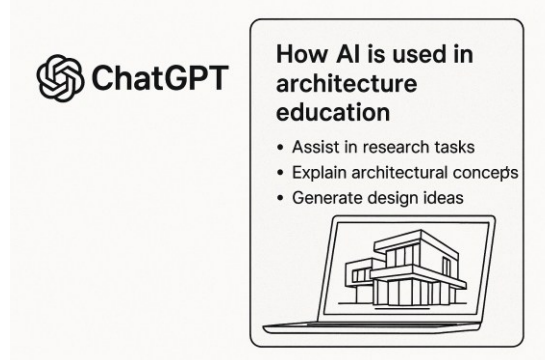 ChatGPT
How AI is used in
architecture
education
• Assist in research tasks
• Explain architectural conceps
• Generate design ideas